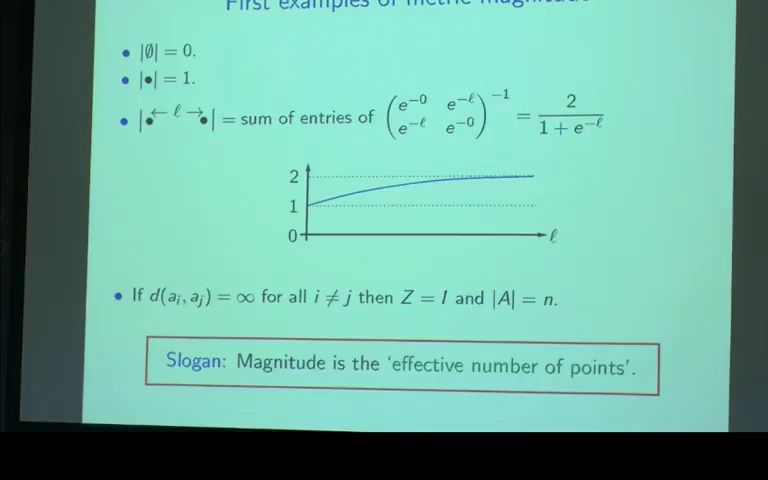 First examples of metric magnitude
• |∅| = 0.
• |•| = 1.
• |•← ℓ →•| = sum of entries of (e^{-0} e^{-ℓ} e^{-ℓ} e^{-0})^{-1} = 2 / (1 + e^{-ℓ})
2
1
0
ℓ
• If d(a_i, a_j) = ∞ for all i ≠ j then Z = I and |A| = n.
Slogan: Magnitude is the ‘effective number of points’.